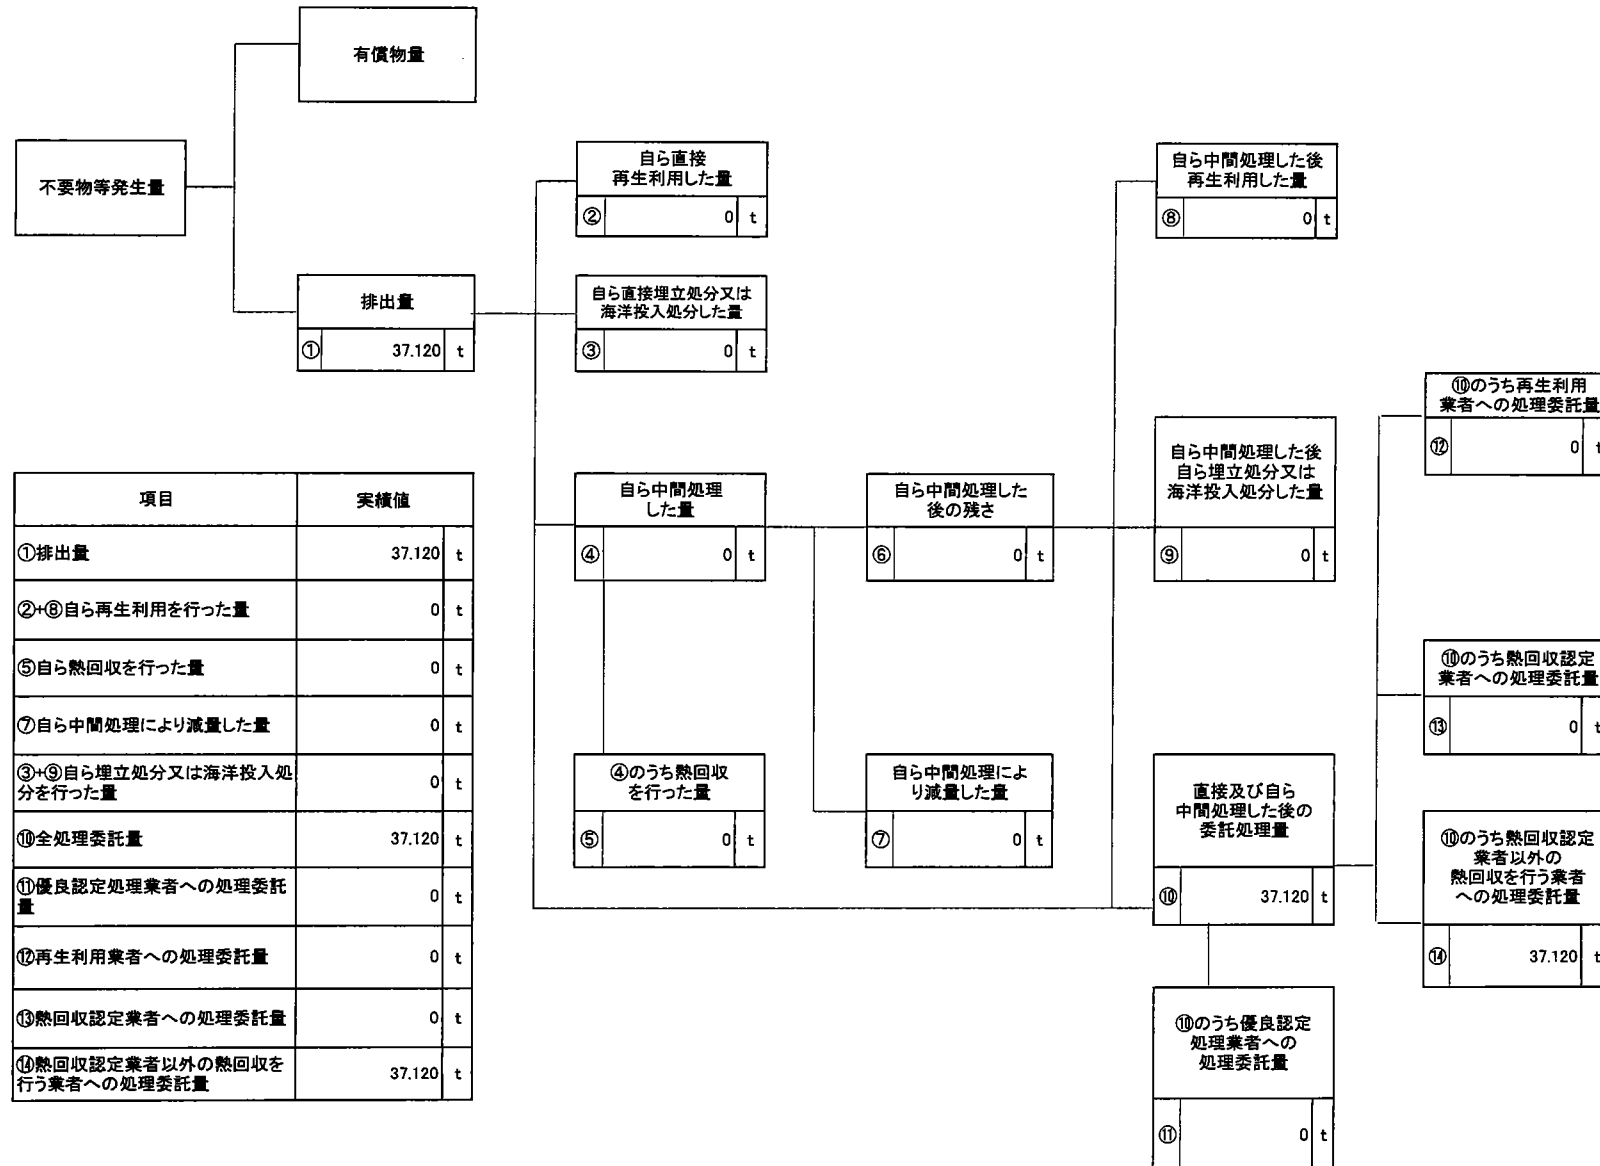 有償物量
不要物等発生量
排出量
① 37.120 t
自ら直接
再生利用した量
② 0 t
自ら直接埋立処分又は
海洋投入処分した量
③ 0 t
自ら中間処理
した量
④ 0 t
④のうち熱回収
を行った量
⑤ 0 t
自ら中間処理した
後の残さ
⑥ 0 t
自ら中間処理によ
り減量した量
⑦ 0 t
自ら中間処理した後
再生利用した量
⑧ 0 t
自ら中間処理した後
自ら埋立処分又は
海洋投入処分した量
⑨ 0 t
直接及び自ら
中間処理した後の
委託処理量
⑩ 37.120 t
⑩のうち優良認定
処理業者への
処理委託量
⑪ 0 t
⑩のうち再生利用
業者への処理委託量
⑫ 0 t
⑩のうち熱回収認定
業者への処理委託量
⑬ 0 t
⑩のうち熱回収認定
業者以外の
熱回収を行う業者
への処理委託量
⑭ 37.120 t
項目 実績値
①排出量 37.120 t
②+⑧自ら再生利用を行った量 0 t
⑤自ら熱回収を行った量 0 t
⑦自ら中間処理により減量した量 0 t
③+⑨自ら埋立処分又は海洋投入処
分を行った量 0 t
⑩全処理委託量 37.120 t
⑪優良認定処理業者への処理委託
量 0 t
⑫再生利用業者への処理委託量 0 t
⑬熱回収認定業者への処理委託量 0 t
⑭熱回収認定業者以外の熱回収を
行う業者への処理委託量 37.120 t